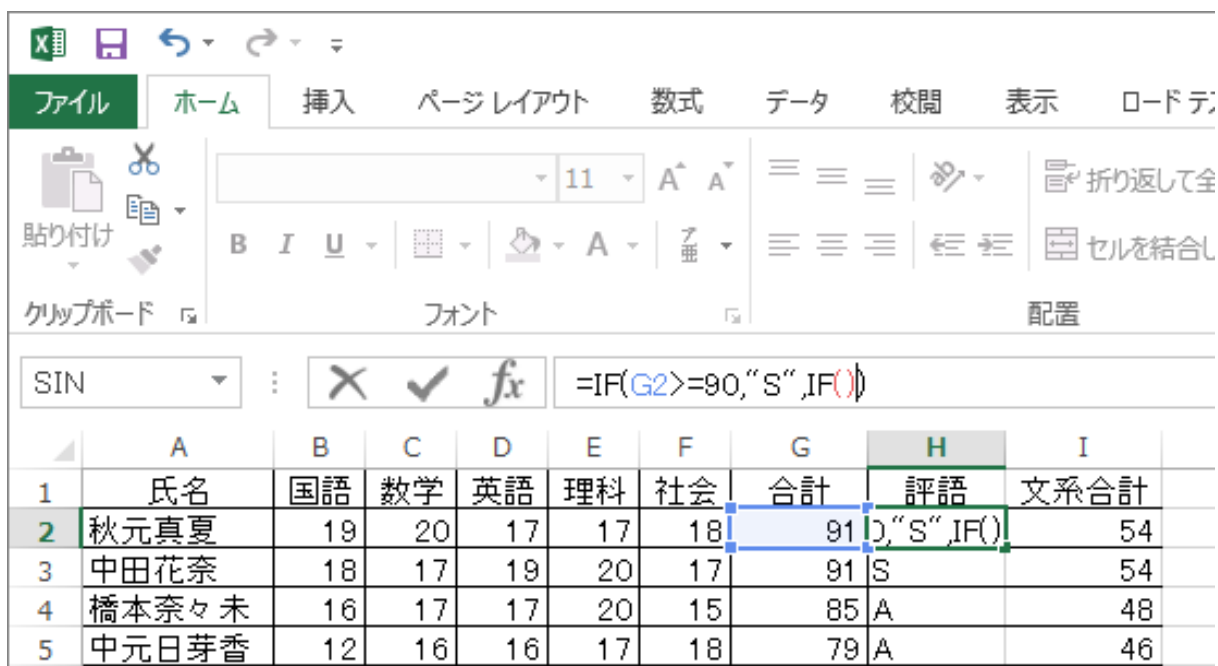 ファイル ホーム 挿入 ページ レイアウト 数式 データ 校閲 表示 ロード テス
11 A A 折り返して全
貼り付け B I U A ア亜 セルを結合し
クリップボード フォント 配置
SIN fx =IF(G2>=90,"S",IF())
A B C D E F G H I
1 氏名 国語 数学 英語 理科 社会 合計 評語 文系合計
2 秋元真夏 19 20 17 17 18 91 0,"S",IF() 54
3 中田花奈 18 17 19 20 17 91 S 54
4 橋本奈々未 16 17 17 20 15 85 A 48
5 中元日芽香 12 16 16 17 18 79 A 46